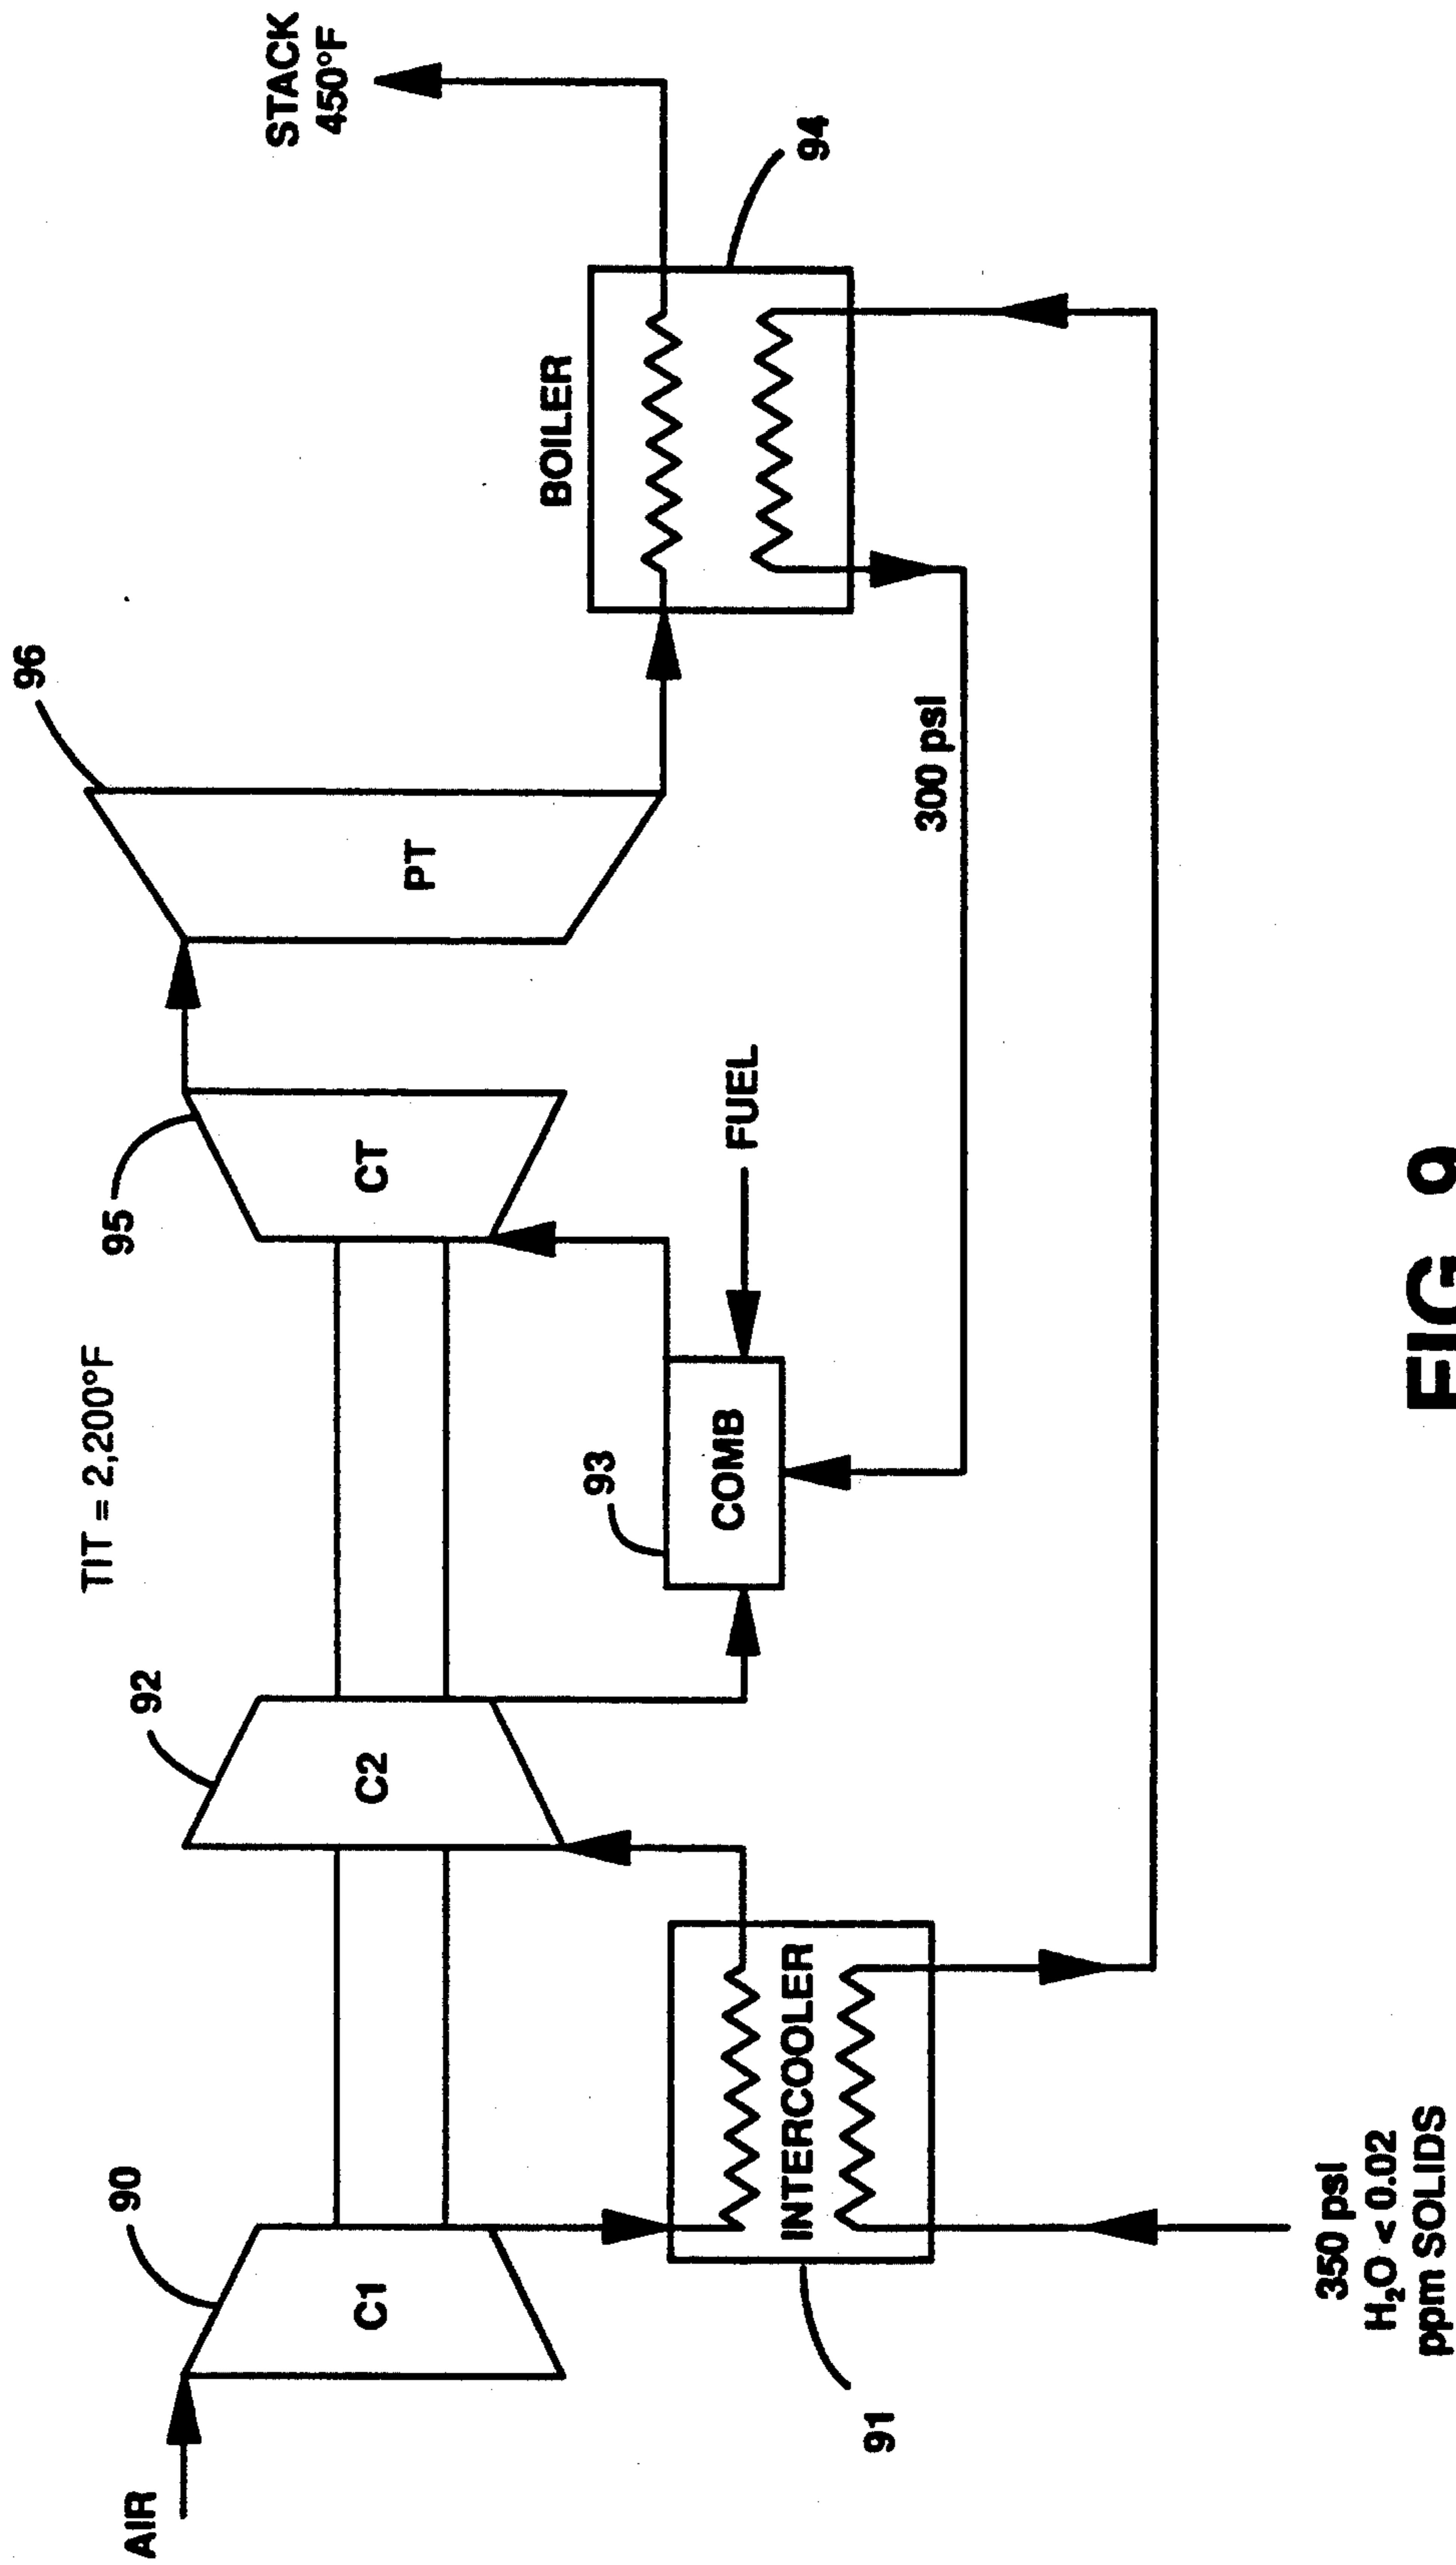 AIR
90
C1
91
INTERCOOLER
350 psi
H₂O < 0.02
ppm SOLIDS
92
C2
TIT = 2,200°F
93
COMB
FUEL
95
CT
96
PT
300 psi
BOILER
94
STACK
450°F
FIG. 9